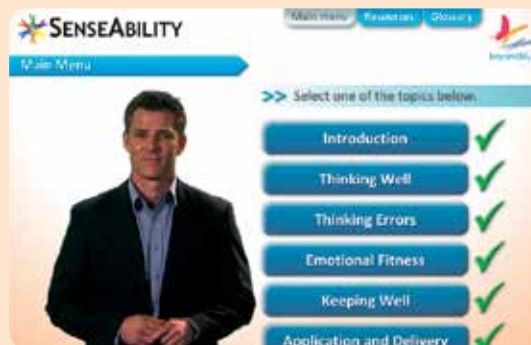 SENSEABILITY
Main menu Resources Glossary
beyondblue
Main Menu
>> Select one of the topics below.
Introduction
Thinking Well
Thinking Errors
Emotional Fitness
Keeping Well
Application and Delivery